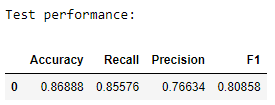 Test performance:
Accuracy Recall Precision F1
0 0.86888 0.85576 0.76634 0.80858